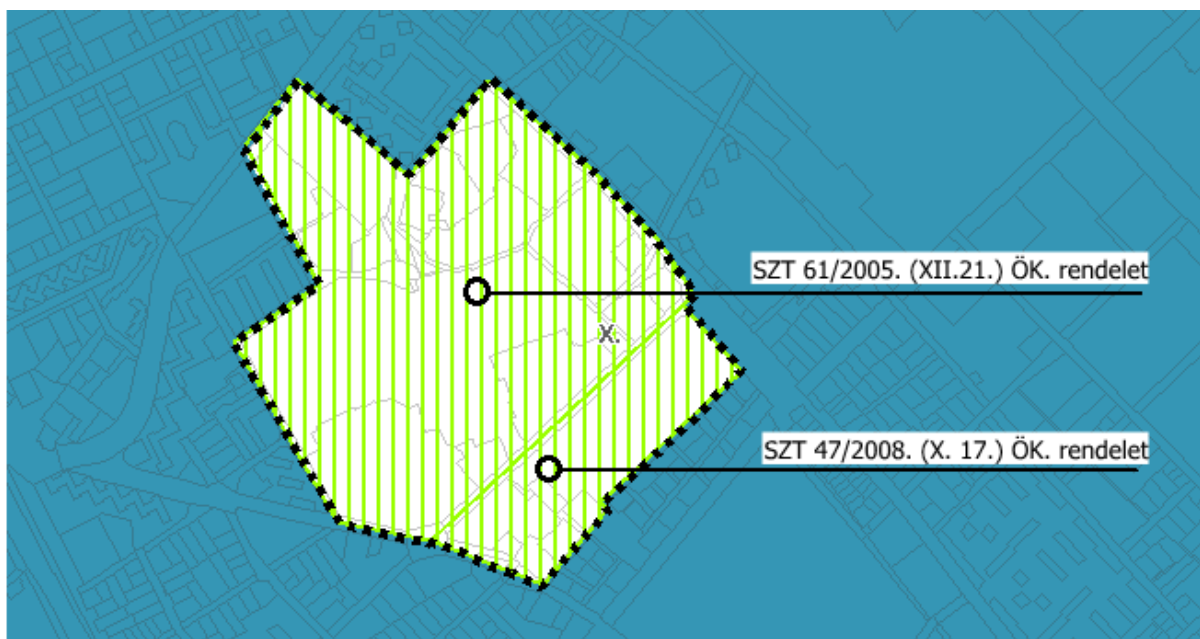 SZT 61/2005. (XII.21.) ÖK. rendelet
X.
SZT 47/2008. (X. 17.) ÖK. rendelet